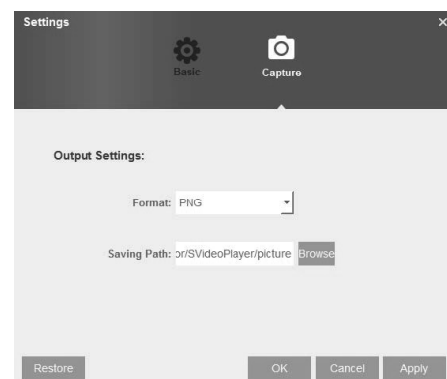 Settings
Basic
Capture
Output Settings:
Format: PNG
Saving Path: or/SVideoPlayer/picture Browse
Restore OK Cancel Apply